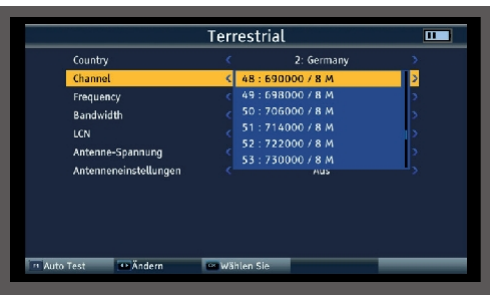 Terrestrial
Country 2: Germany
Channel 48 : 690000 / 8 M
Frequency 49 : 698000 / 8 M
50 : 706000 / 8 M
Bandwidth
51 : 714000 / 8 M
LCN
52 : 722000 / 8 M
Antenne-Spannung
53 : 730000 / 8 M
Antenneneinstellungen Aus
Auto Test Ändern OK Wählen Sie